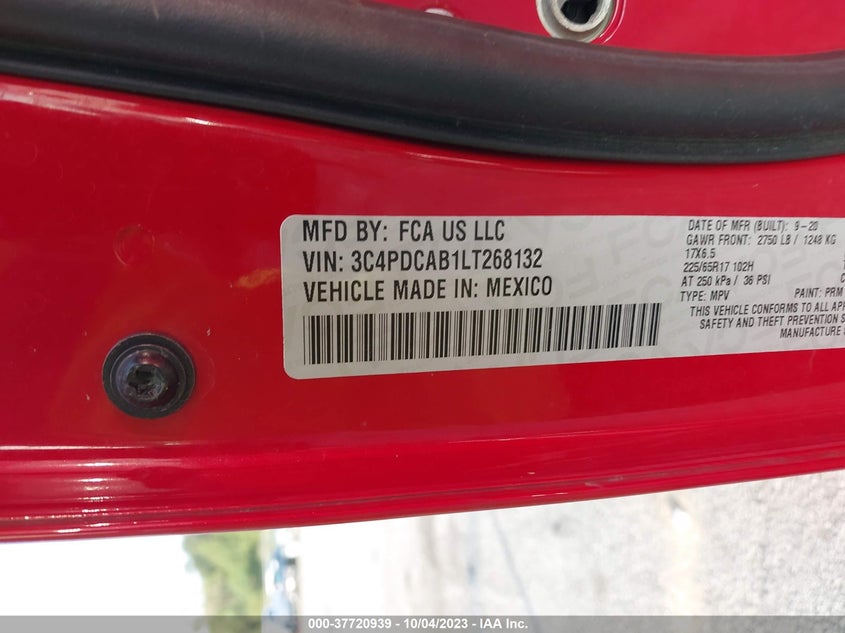 MFD BY: FCA US LLC
VIN: 3C4PDCAB1LT268132
VEHICLE MADE IN: MEXICO
DATE OF MFR (BUILT): 9-20
GAWR FRONT: 2750 LB / 1248 KG
17X6.5
225/65R17 102H
AT 250 kPa / 36 PSI
TYPE: MPV PAINT: PRM
THIS VEHICLE CONFORMS TO ALL APP
SAFETY AND THEFT PREVENTION S
MANUFACTURE
000-37720939 - 10/04/2023 - IAA Inc.